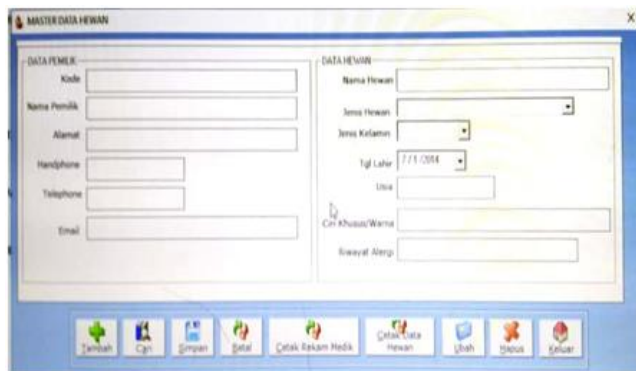 MASTER DATA HEWAN
X
DATA PEMILIK
Kode
Nama Pemilik
Alamat
Handphone
Telephone
Email
DATA HEWAN
Nama Hewan
Jenis Hewan
Jenis Kelamin
Tgl Lahir 7/1/2014
Usia
Ciri Khusus/Warna
Riwayat Alergi
Tambah
Cari
Simpan
Batal
Cetak Rekam Medik
Cetak Data
Hewan
Ubah
Hapus
Keluar